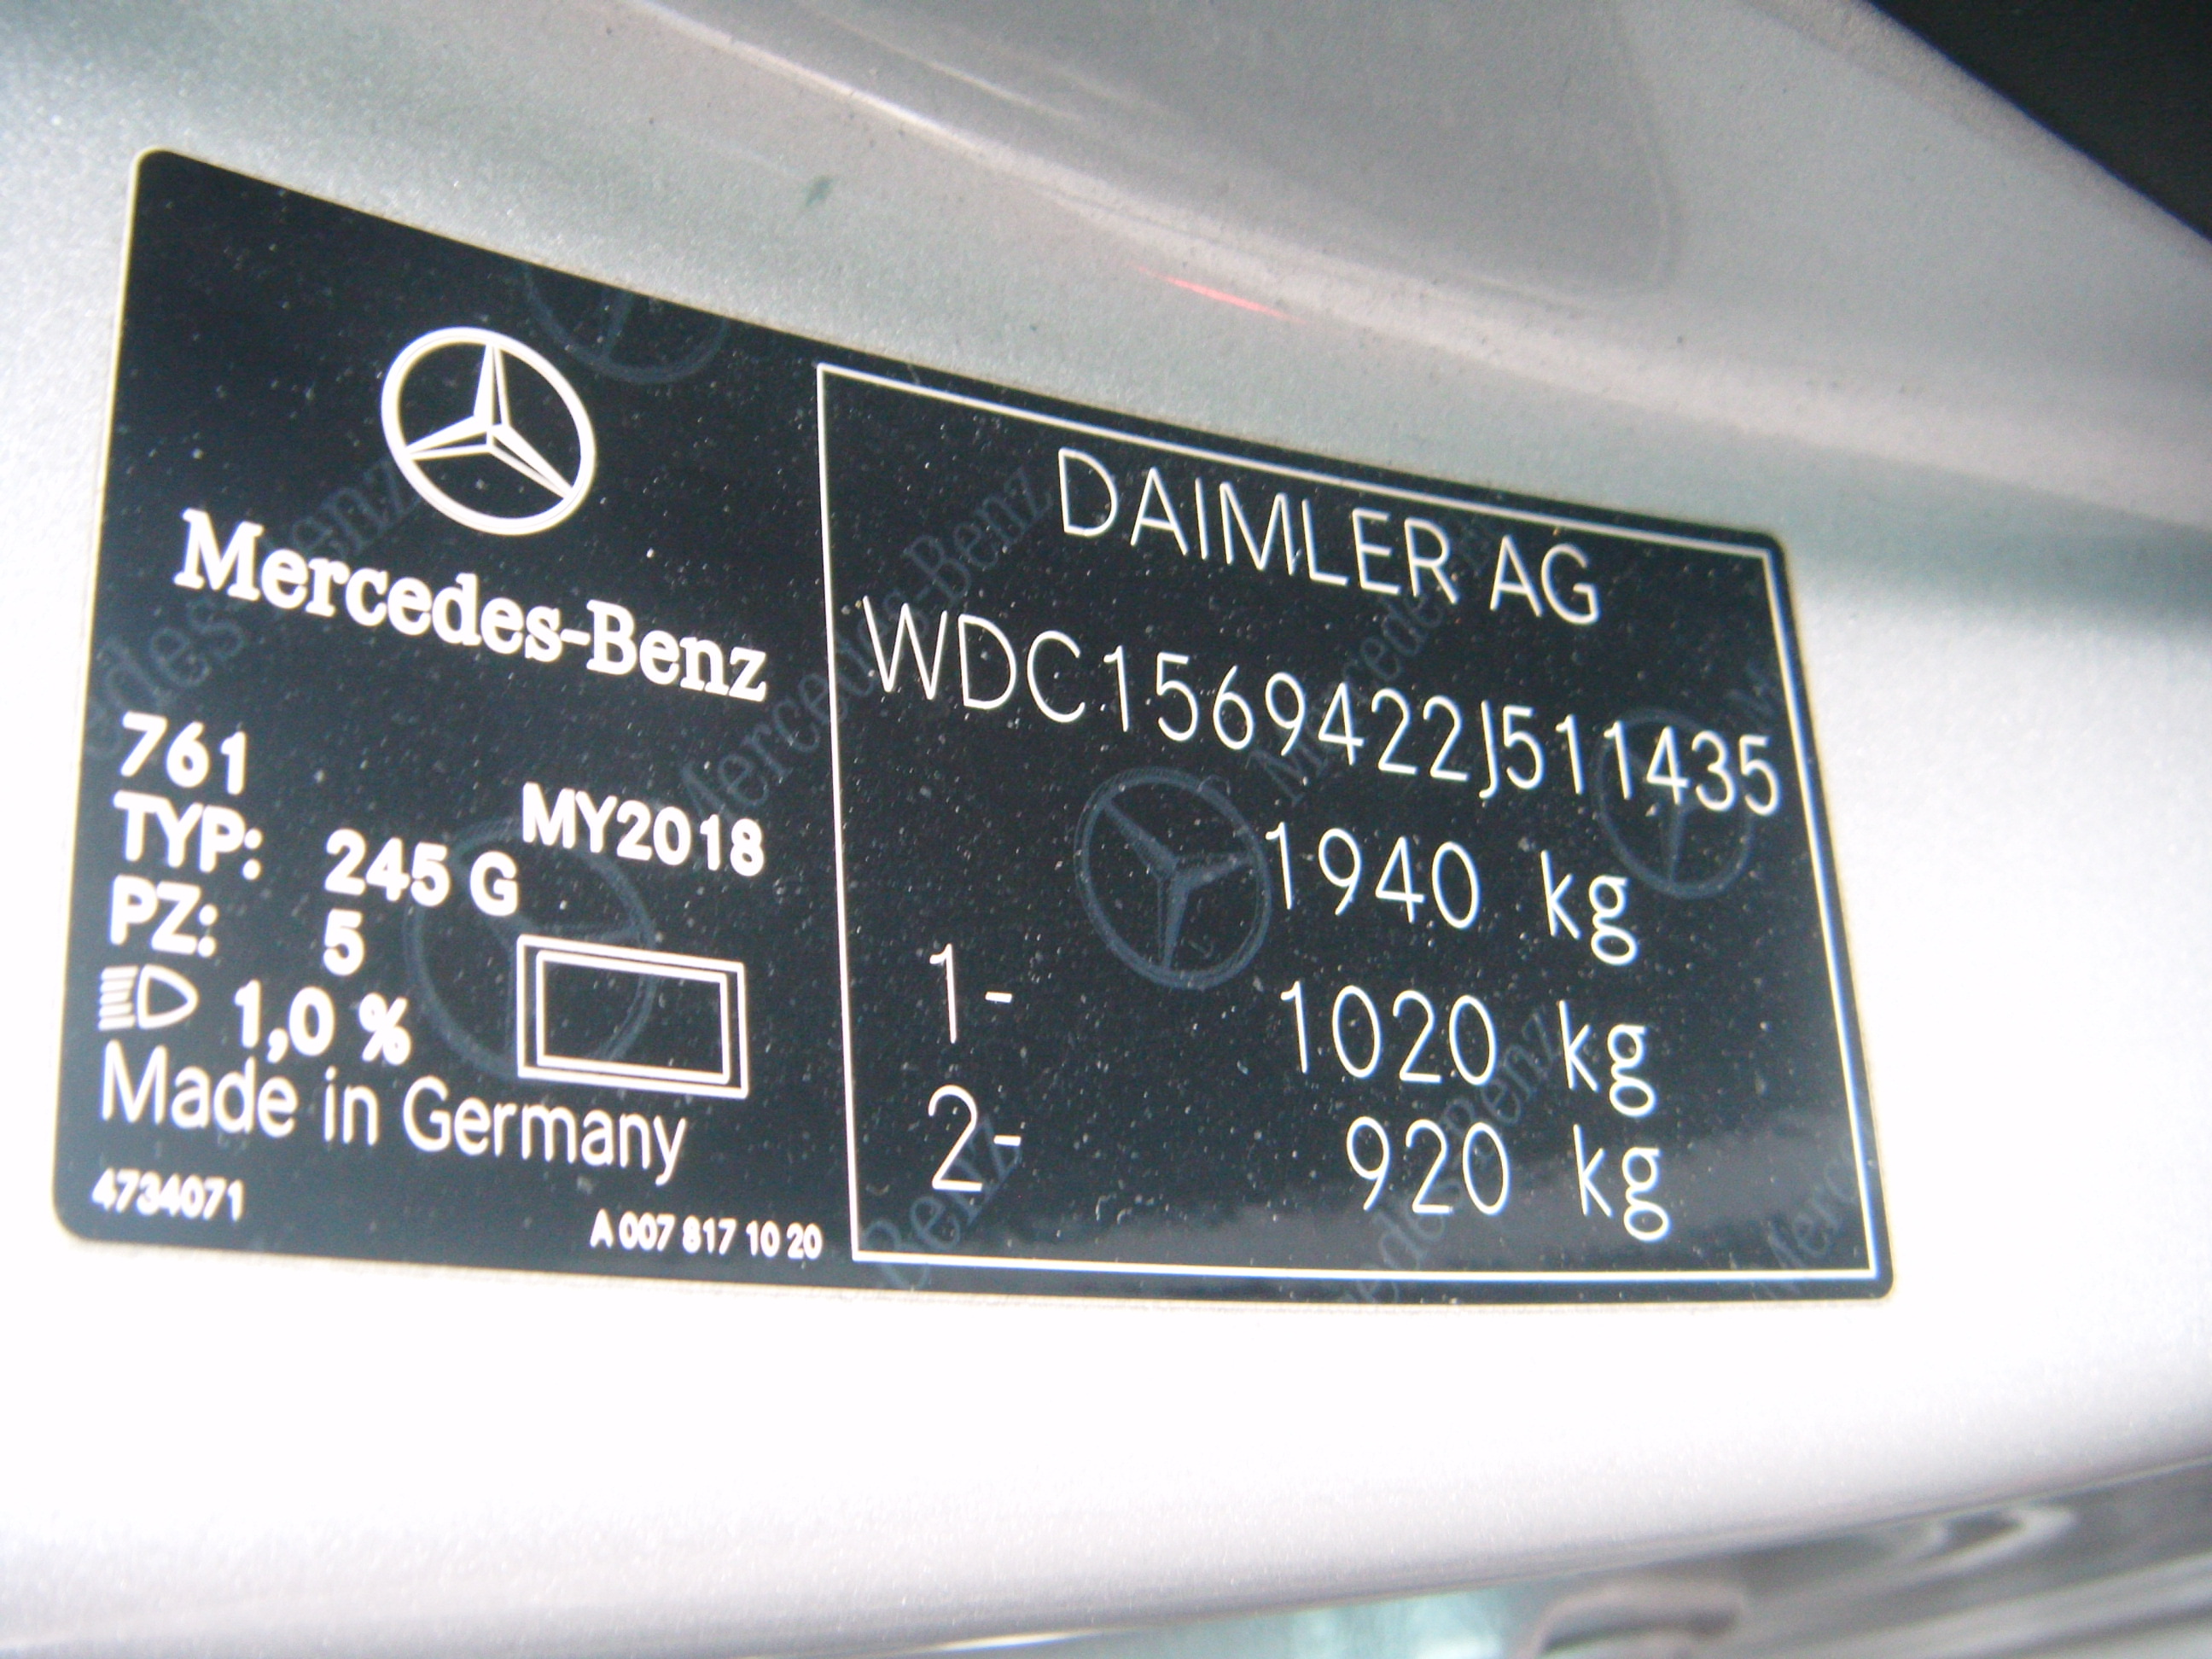 Mercedes-Benz
761
MY2018
TYP: 245 G
PZ: 5
1,0 %
Made in Germany
4734071
A 007 817 10 20
DAIMLER AG
WDC1569422J511435
1940 kg
1- 1020 kg
2- 920 kg